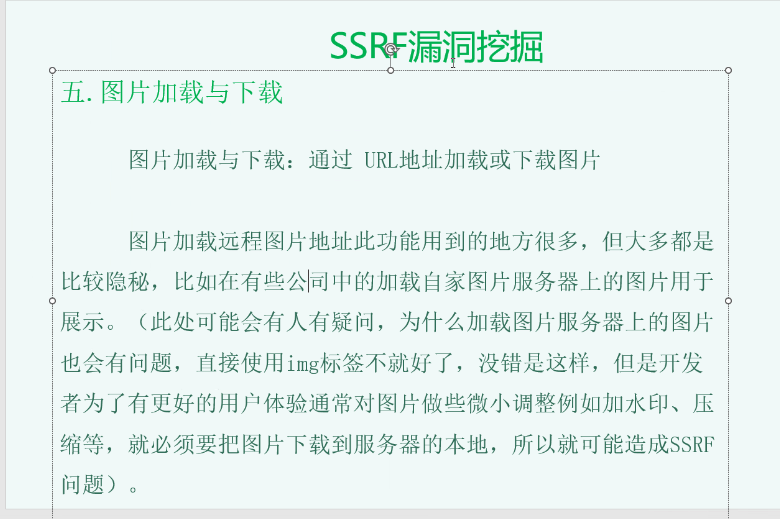 SSRF漏洞挖掘
五.图片加载与下载
图片加载与下载：通过 URL地址加载或下载图片
图片加载远程图片地址此功能用到的地方很多，但大多都是
比较隐秘，比如在有些公司中的加载自家图片服务器上的图片用于
展示。（此处可能会有人有疑问，为什么加载图片服务器上的图片
也会有问题，直接使用img标签不就好了，没错是这样，但是开发
者为了有更好的用户体验通常对图片做些微小调整例如加水印、压
缩等，就必须要把图片下载到服务器的本地，所以就可能造成SSRF
问题）。